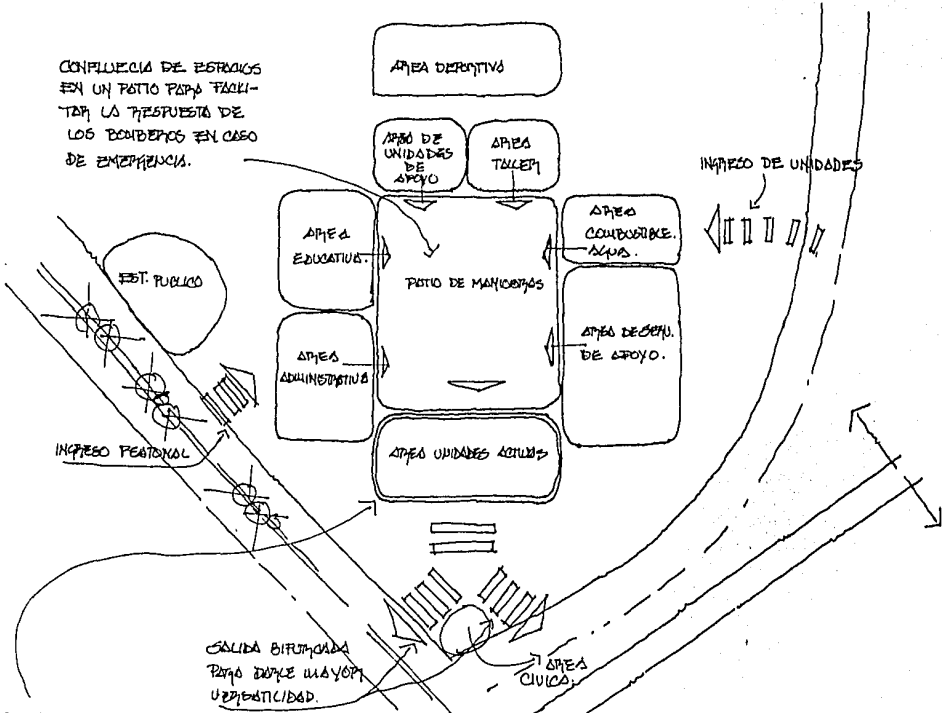 CONFLUECIA DE ESPACIOS
EN UN PATIO PARA FACILI-
TAR LA RESPUESTA DE
LOS BOMBEROS EN CASO
DE EMERGENCIA.
AREA DEPORTIVA
AREA DE
UNIDADES
DE
APOYO
AREA
TALLER
INGRESO DE UNIDADES
AREA
EDUCATIVA.
AREA
COMBUSTIBLE.
AGUA.
EST. PUCLICO
PATIO DE MANIOBRAS
AREA DE SERV.
DE APOYO.
AREA
ADMINISTRATIVA
INGRESO PEATONAL
AREA UNIDADES ACTIVAS
SALIDA BIFURCADA
PARA DARLE MAYOR
VERSATILIDAD.
AREA
CIVICA.